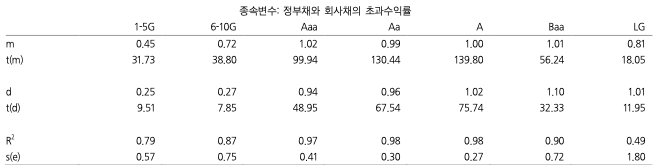 종속변수: 정부채와 회사채의 초과수익률
1-5G 6-10G Aaa Aa A Baa LG
m 0.45 0.72 1.02 0.99 1.00 1.01 0.81
t(m) 31.73 38.80 99.94 130.44 139.80 56.24 18.05
d 0.25 0.27 0.94 0.96 1.02 1.10 1.01
t(d) 9.51 7.85 48.95 67.54 75.74 32.33 11.95
R² 0.79 0.87 0.97 0.98 0.98 0.90 0.49
s(e) 0.57 0.75 0.41 0.30 0.27 0.72 1.80